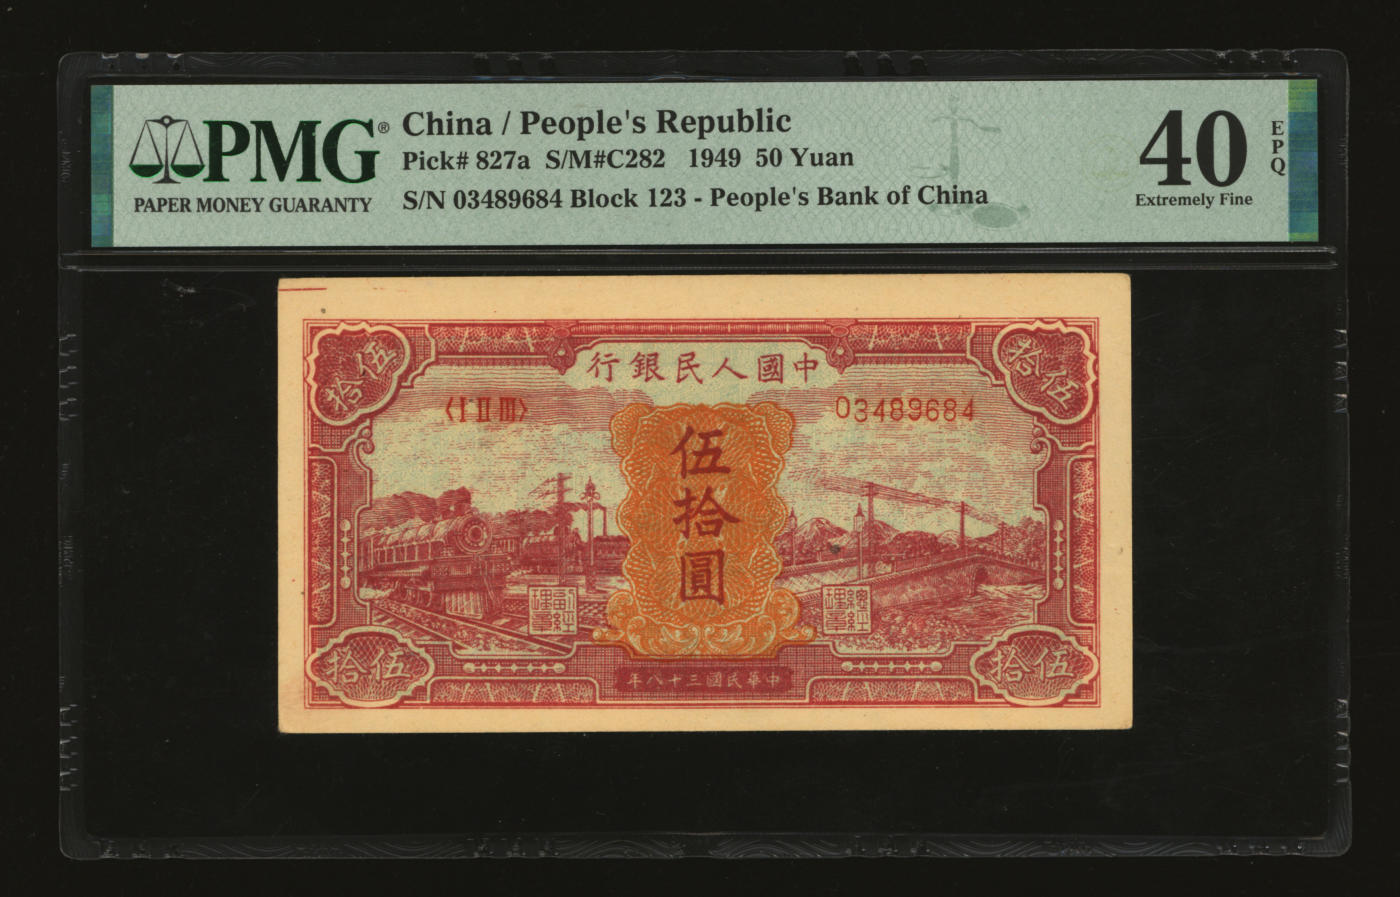 PMG®
PAPER MONEY GUARANTY
China / People's Republic
Pick# 827a S/M#C282 1949 50 Yuan
S/N 03489684 Block 123 - People's Bank of China
40
EPQ
Extremely Fine
行銀民人國中
拾伍
拾伍
〈I II III〉
03489684
伍
拾
圓
拾伍
拾伍
年八十三國民華中